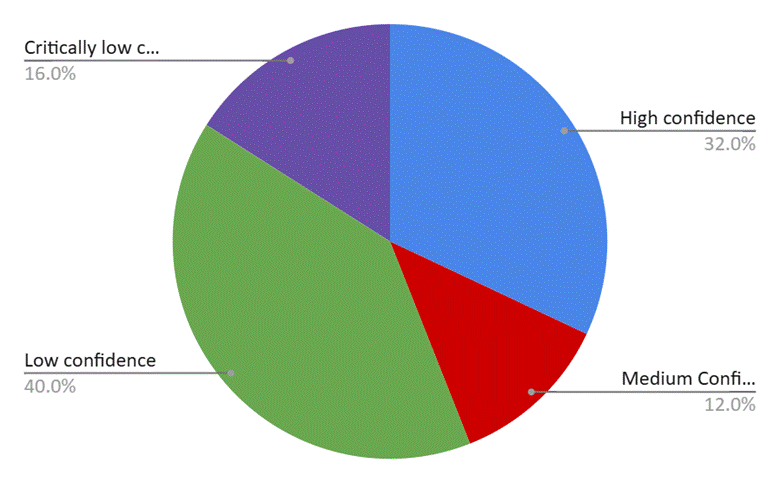 Critically low c...
16.0%
High confidence
32.0%
Low confidence
40.0%
Medium Confi...
12.0%